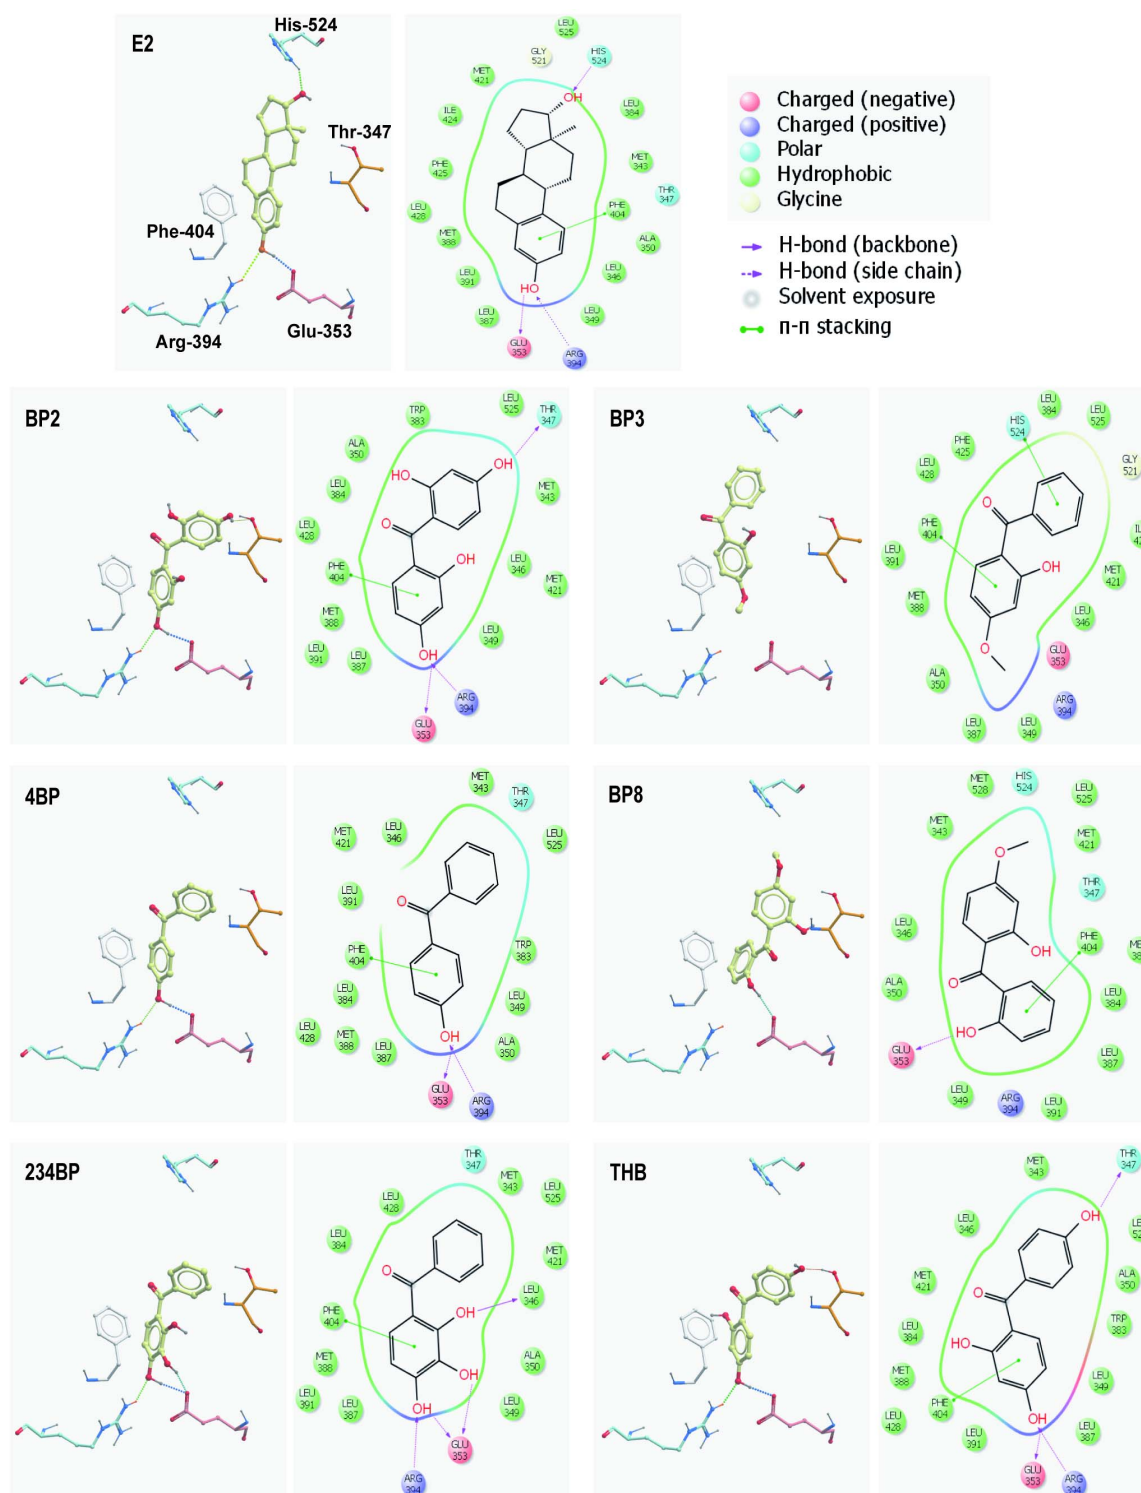 E2
His-524
Thr-347
Phe-404
Arg-394
Glu-353
LEU
525
GLY
521
HIS
524
MET
421
OH
ILE
424
LEU
384
PHE
425
MET
343
THR
347
LEU
428
PHE
404
MET
388
ALA
350
LEU
391
LEU
346
HO
LEU
387
LEU
349
GLU
353
ARG
394
Charged (negative)
Charged (positive)
Polar
Hydrophobic
Glycine
H-bond (backbone)
H-bond (side chain)
Solvent exposure
π-π stacking
BP2
TRP
383
LEU
525
THR
347
ALA
350
OH
HO
LEU
384
MET
343
LEU
428
O
LEU
346
PHE
404
OH
MET
421
MET
388
LEU
349
LEU
391
LEU
387
OH
ARG
394
GLU
353
BP3
LEU
384
HIS
524
LEU
525
PHE
425
GLY
521
LEU
428
O
PHE
404
LEU
391
OH
MET
421
MET
388
LEU
346
O
GLU
353
ALA
350
ARG
394
LEU
387
LEU
349
4BP
MET
343
THR
347
LEU
346
MET
421
LEU
525
LEU
391
O
PHE
404
TRP
383
LEU
384
LEU
349
LEU
428
MET
388
LEU
387
OH
ALA
350
GLU
353
ARG
394
BP8
MET
528
HIS
524
LEU
525
MET
343
O
MET
421
THR
347
LEU
346
OH
PHE
404
ALA
350
O
LEU
384
HO
GLU
353
LEU
387
LEU
349
ARG
394
LEU
391
234BP
THR
347
MET
343
LEU
525
LEU
428
LEU
384
MET
421
O
LEU
346
PHE
404
OH
MET
388
ALA
350
OH
LEU
391
LEU
387
OH
LEU
349
GLU
353
ARG
394
THB
MET
343
THR
347
LEU
346
OH
MET
421
ALA
350
O
LEU
384
TRP
383
HO
MET
388
LEU
349
PHE
404
LEU
428
LEU
391
OH
LEU
387
GLU
353
ARG
394